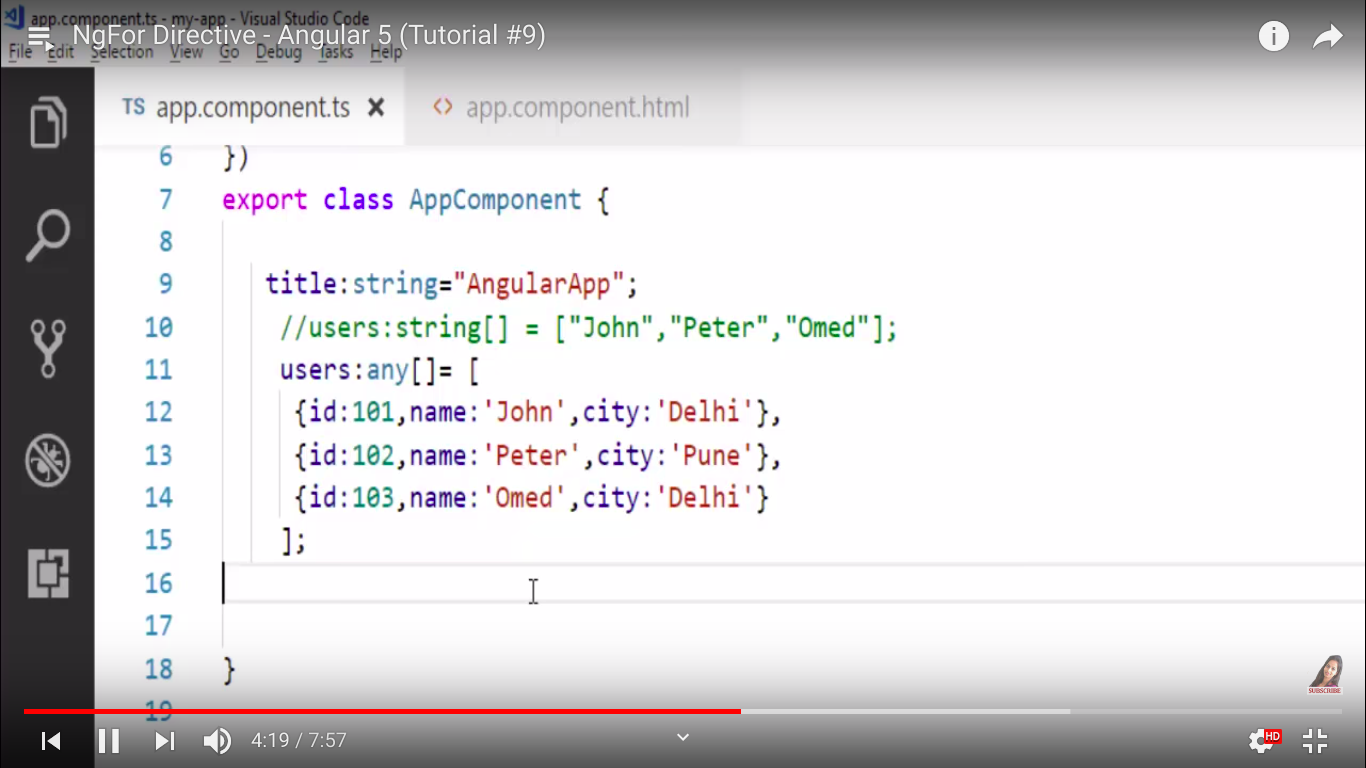 app.component.ts - my-app - Visual Studio Code
NgFor Directive - Angular 5 (Tutorial #9)
File Edit Selection View Go Debug Tasks Help
TS app.component.ts
<> app.component.html
6 })
7 export class AppComponent {
8
9 title:string="AngularApp";
10 //users:string[] = ["John","Peter","Omed"];
11 users:any[]= [
12 {id:101,name:'John',city:'Delhi'},
13 {id:102,name:'Peter',city:'Pune'},
14 {id:103,name:'Omed',city:'Delhi'}
15 ];
16
17
18 }
19
SUBSCRIBE
4:19 / 7:57
HD